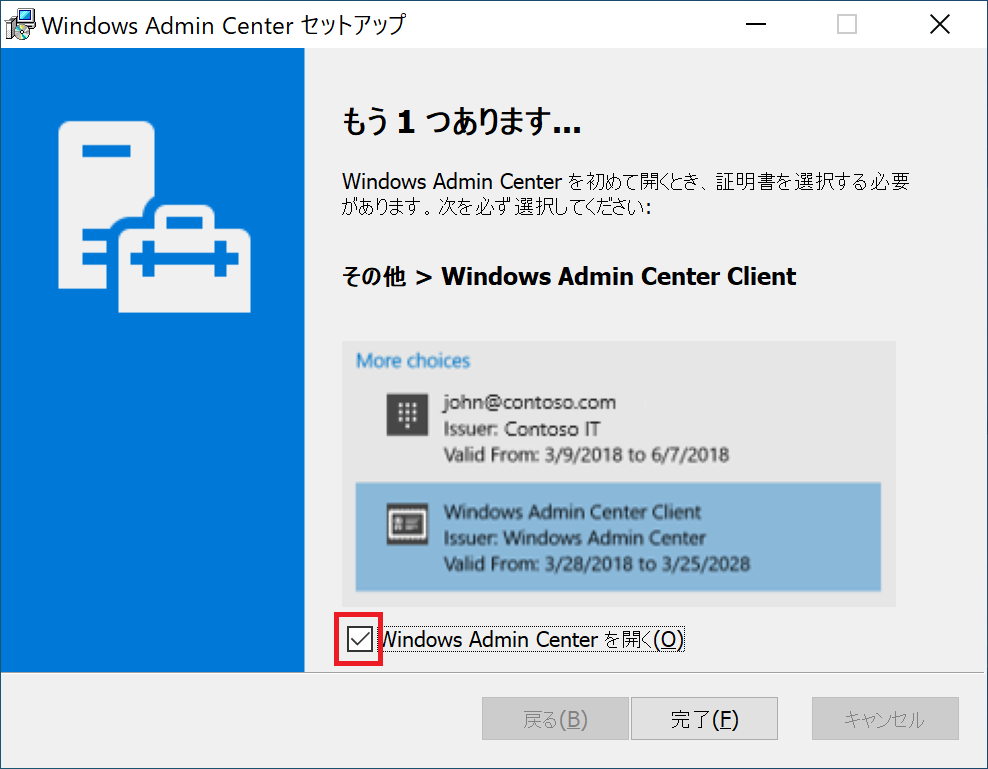 Windows Admin Center セットアップ
もう 1 つあります...
Windows Admin Center を初めて開くとき、証明書を選択する必要
があります。次を必ず選択してください:
その他 > Windows Admin Center Client
More choices
john@contoso.com
Issuer: Contoso IT
Valid From: 3/9/2018 to 6/7/2018
Windows Admin Center Client
Issuer: Windows Admin Center
Valid From: 3/28/2018 to 3/25/2028
Windows Admin Center を開く(O)
戻る(B)
完了(F)
キャンセル